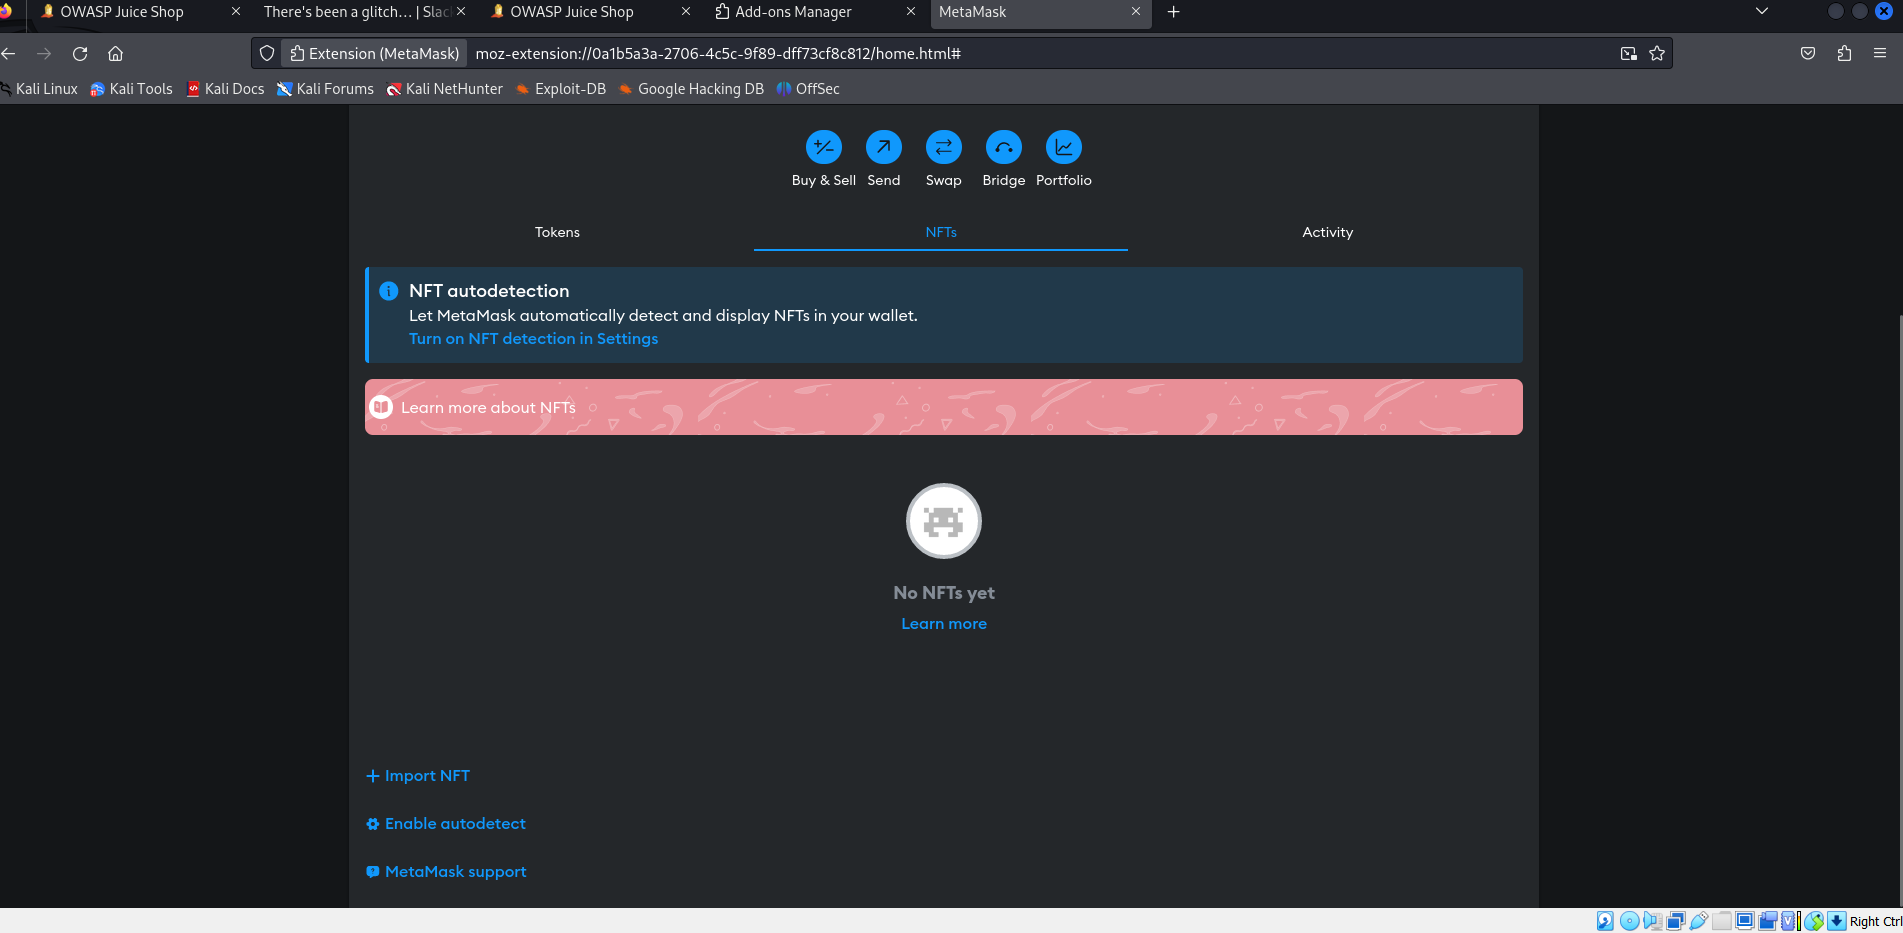 OWASP Juice Shop
There's been a glitch… | Slac
OWASP Juice Shop
Add-ons Manager
MetaMask
Extension (MetaMask)
moz-extension://0a1b5a3a-2706-4c5c-9f89-dff73cf8c812/home.html#
Kali Linux
Kali Tools
Kali Docs
Kali Forums
Kali NetHunter
Exploit-DB
Google Hacking DB
OffSec
Buy & Sell
Send
Swap
Bridge
Portfolio
Tokens
NFTs
Activity
NFT autodetection
Let MetaMask automatically detect and display NFTs in your wallet.
Turn on NFT detection in Settings
Learn more about NFTs
No NFTs yet
Learn more
Import NFT
Enable autodetect
MetaMask support
Right Ctrl